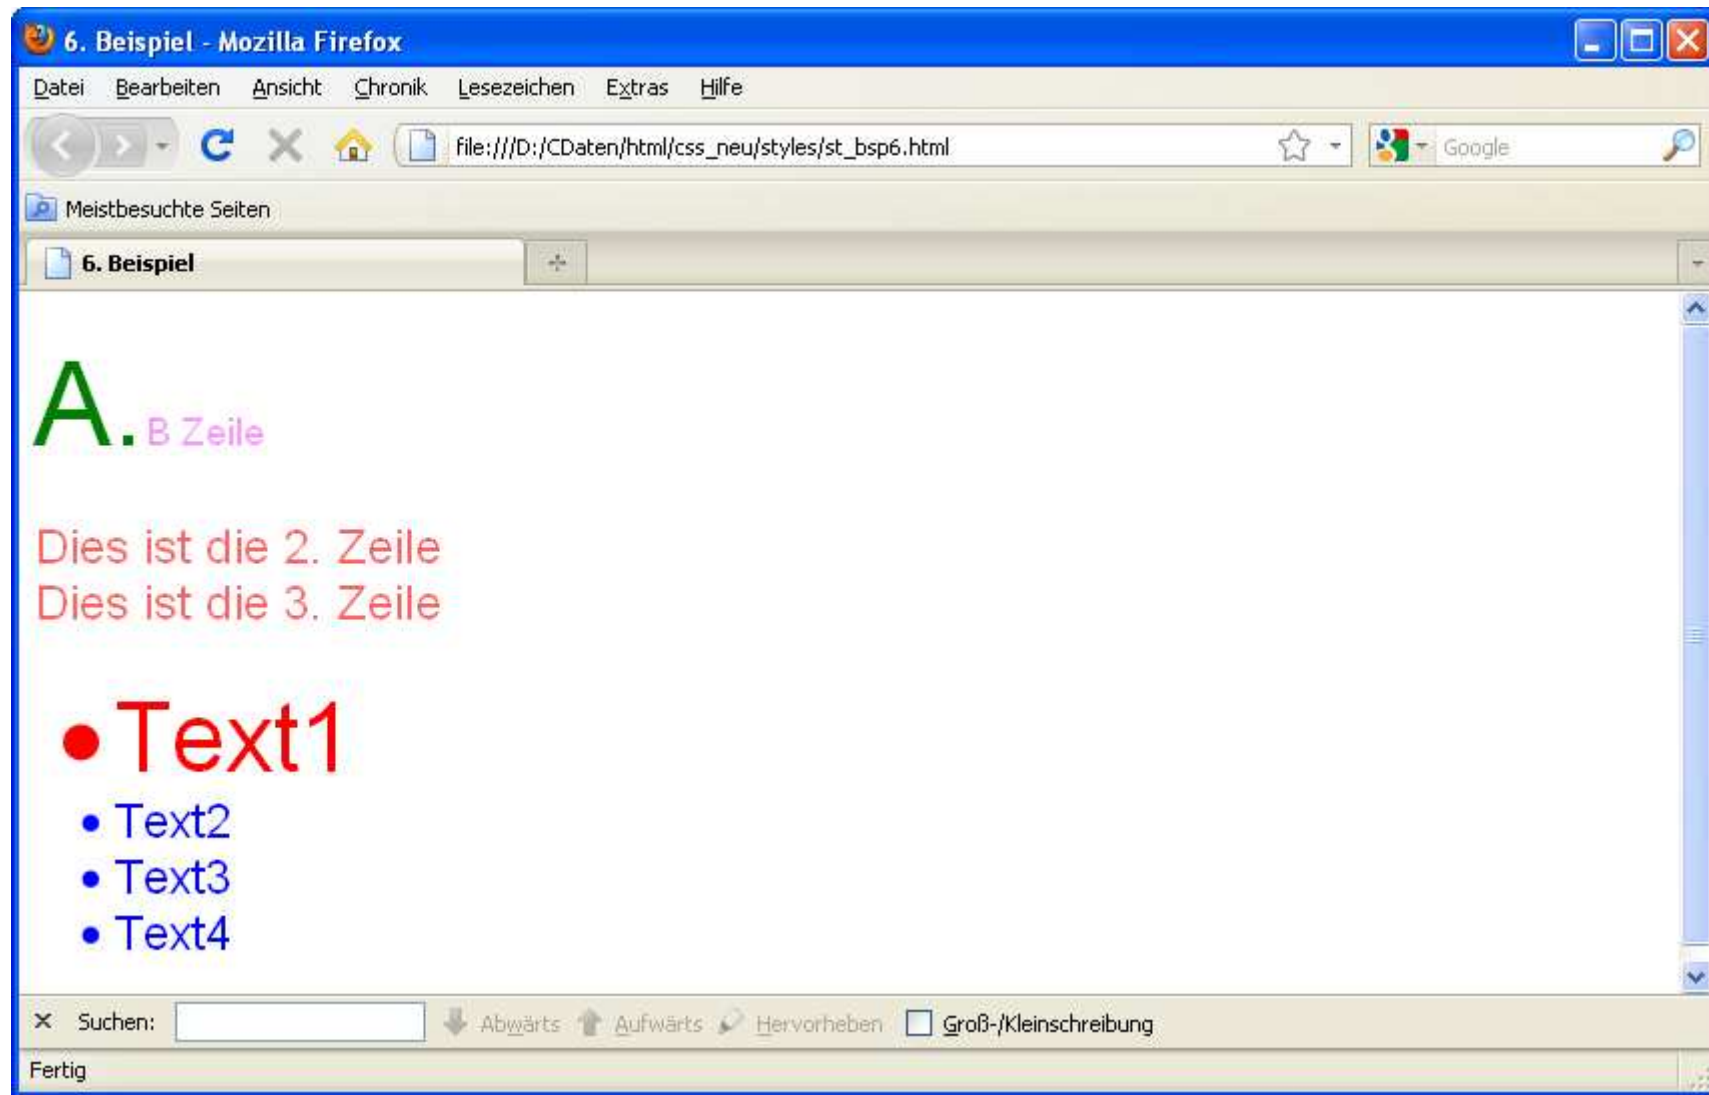 6. Beispiel - Mozilla Firefox
Datei Bearbeiten Ansicht Chronik Lesezeichen Extras Hilfe
file:///D:/CDaten/html/css_neu/styles/st_bsp6.html Google
Meistbesuchte Seiten
6. Beispiel
A. B Zeile
Dies ist die 2. Zeile
Dies ist die 3. Zeile
• Text1
• Text2
• Text3
• Text4
Suchen: Abwärts Aufwärts Hervorheben Groß-/Kleinschreibung
Fertig